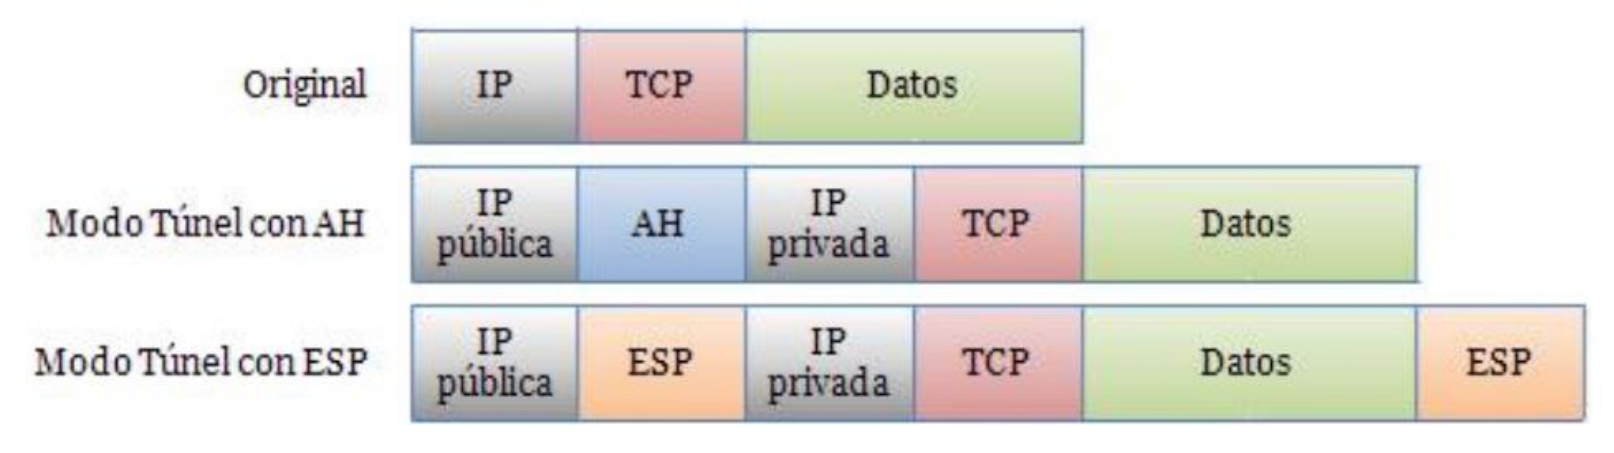 Original IP TCP Datos
Modo Túnel con AH IP pública AH IP privada TCP Datos
Modo Túnel con ESP IP pública ESP IP privada TCP Datos ESP